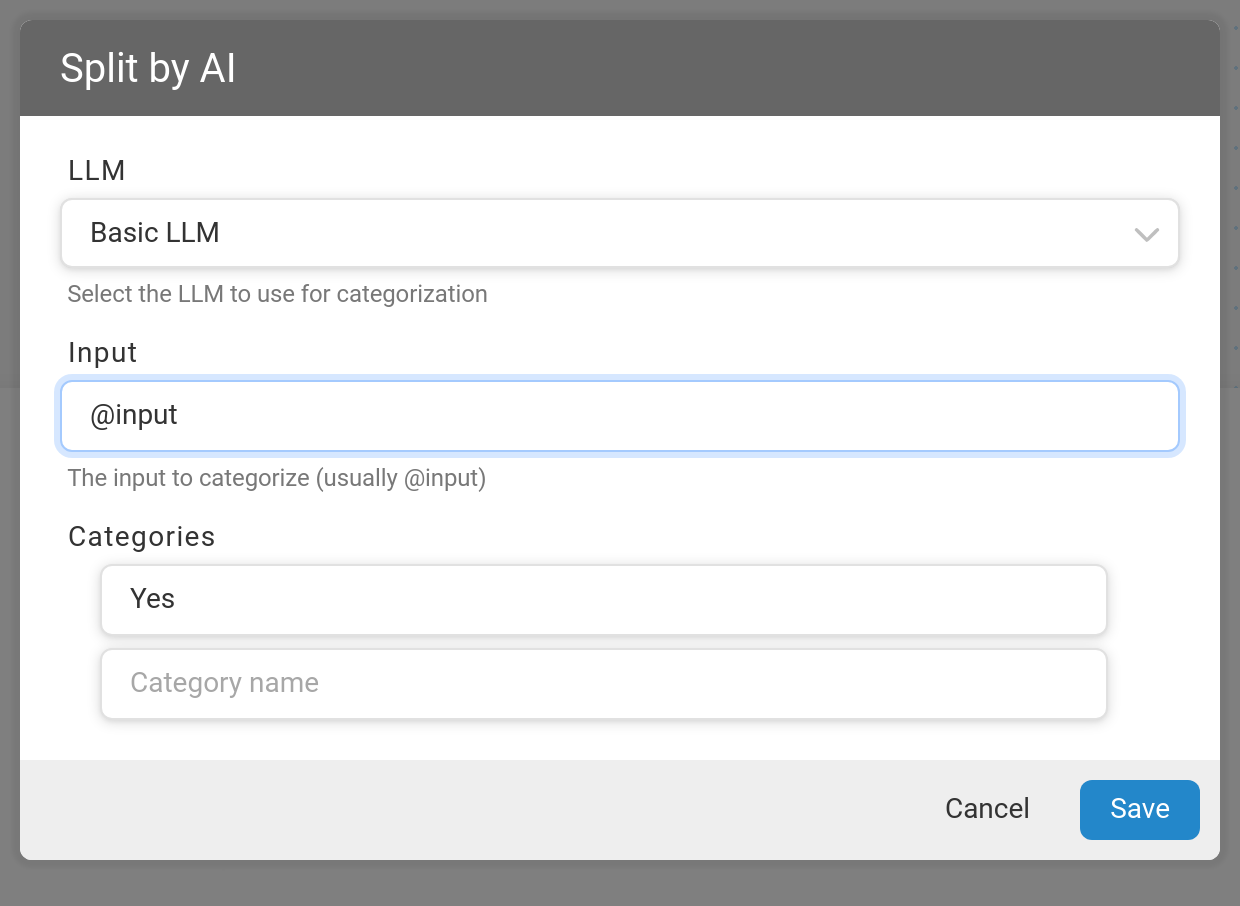 Split by AI
LLM
Basic LLM
Select the LLM to use for categorization
Input
@input
The input to categorize (usually @input)
Categories
Yes
Category name
Cancel
Save